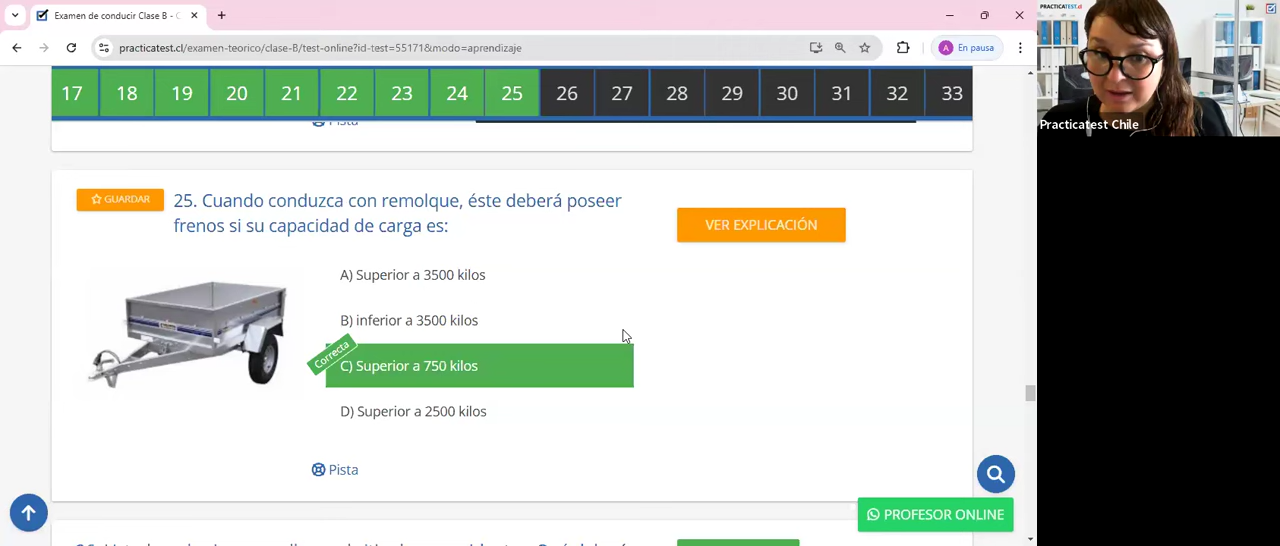 Examen de conducir Clase B - C
practicatest.cl/examen-teorico/clase-B/test-online?id-test=55171&modo=aprendizaje
A
En pausa
PRACTICATEST.cl
Practicatest Chile
17 18 19 20 21 22 23 24 25 26 27 28 29 30 31 32 33
Pista
GUARDAR
25. Cuando conduzca con remolque, éste deberá poseer
frenos si su capacidad de carga es:
VER EXPLICACIÓN
A) Superior a 3500 kilos
B) inferior a 3500 kilos
Correcta
C) Superior a 750 kilos
D) Superior a 2500 kilos
Pista
PROFESOR ONLINE